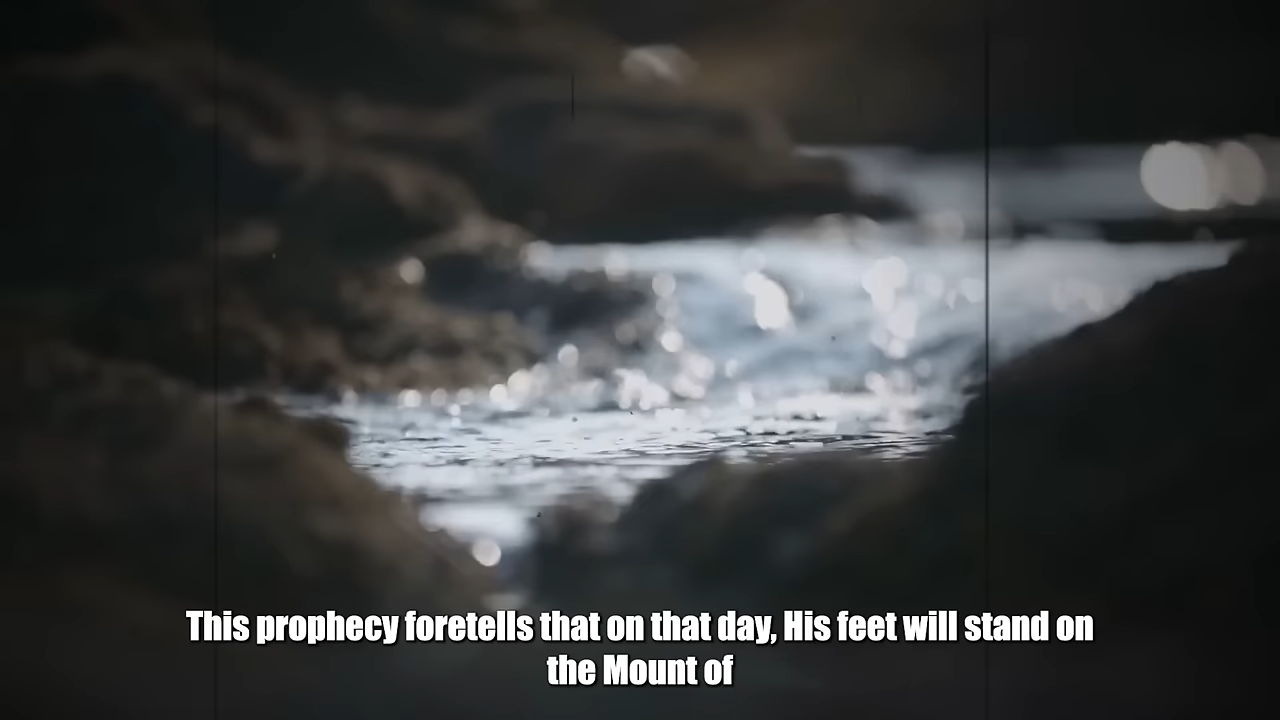 This prophecy foretells that on that day, His feet will stand on
the Mount of